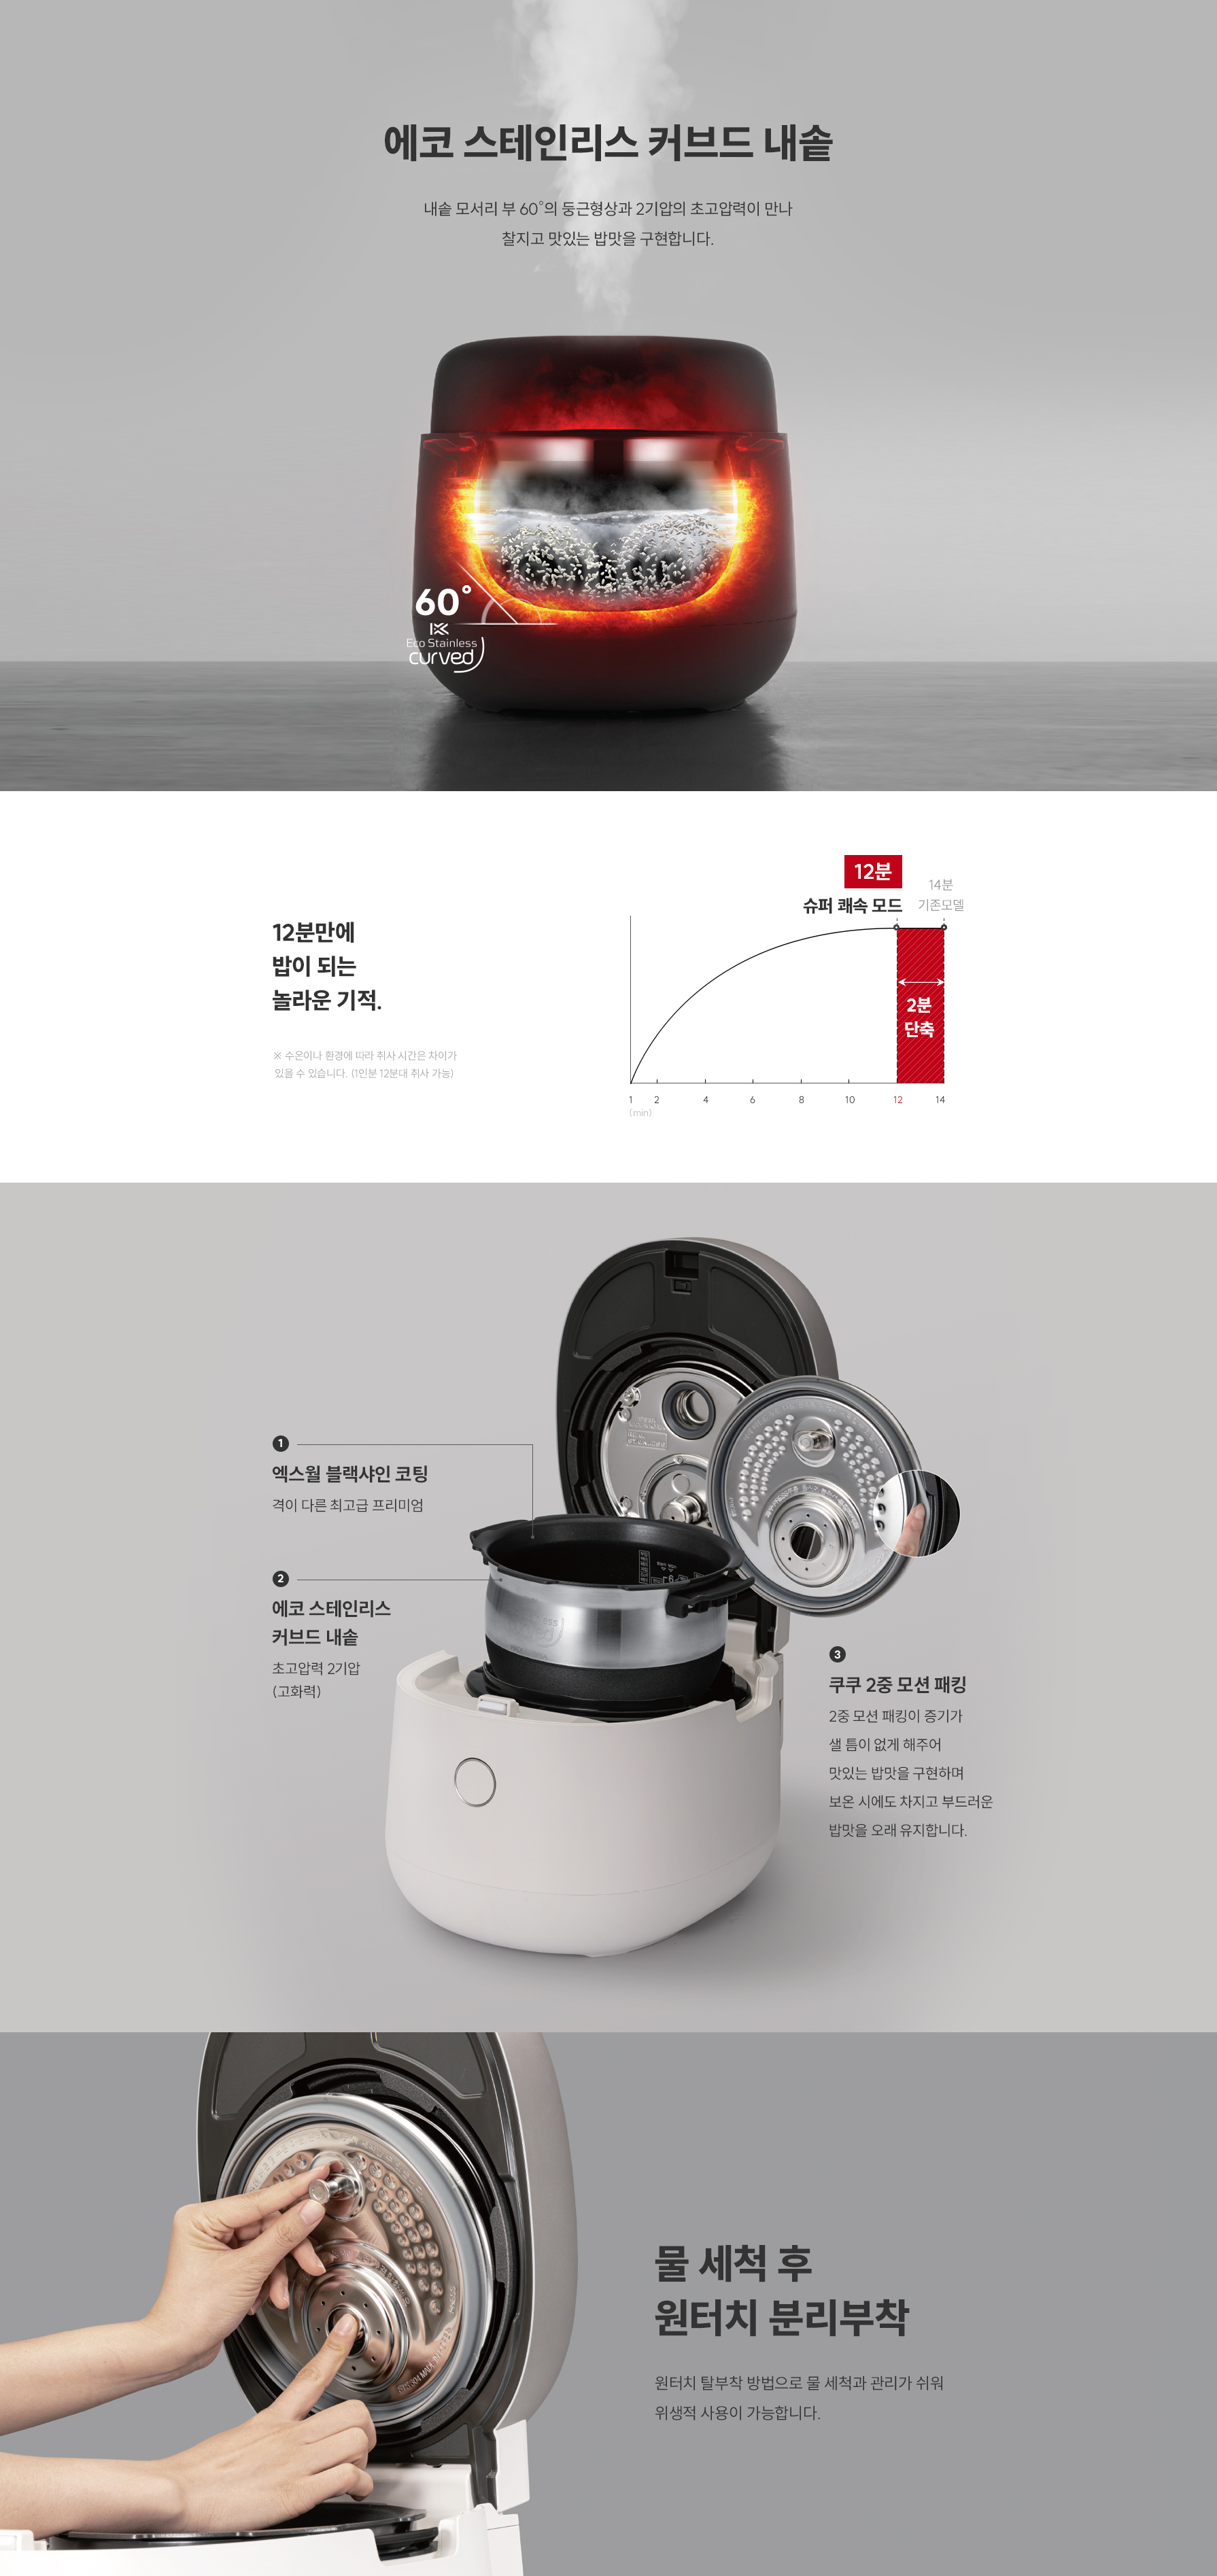 에코 스테인리스 커브드 내솥
내솥 모서리 부 60°의 둥근형상과 2기압의 초고압력이 만나
찰지고 맛있는 밥맛을 구현합니다.
60°
Eco Stainless
curved
12분만에
밥이 되는
놀라운 기적.
※ 수온이나 환경에 따라 취사 시간은 차이가
있을 수 있습니다. (1인분 12분대 취사 가능)
12분
슈퍼 쾌속 모드
14분
기존모델
2분
단축
1 2 4 6 8 10 12 14
(min)
1
엑스월 블랙샤인 코팅
격이 다른 최고급 프리미엄
2
에코 스테인리스
커브드 내솥
초고압력 2기압
(고화력)
3
쿠쿠 2중 모션 패킹
2중 모션 패킹이 증기가
샐 틈이 없게 해주어
맛있는 밥맛을 구현하며
보온 시에도 차지고 부드러운
밥맛을 오래 유지합니다.
물 세척 후
원터치 분리부착
원터치 탈부착 방법으로 물 세척과 관리가 쉬워
위생적 사용이 가능합니다.